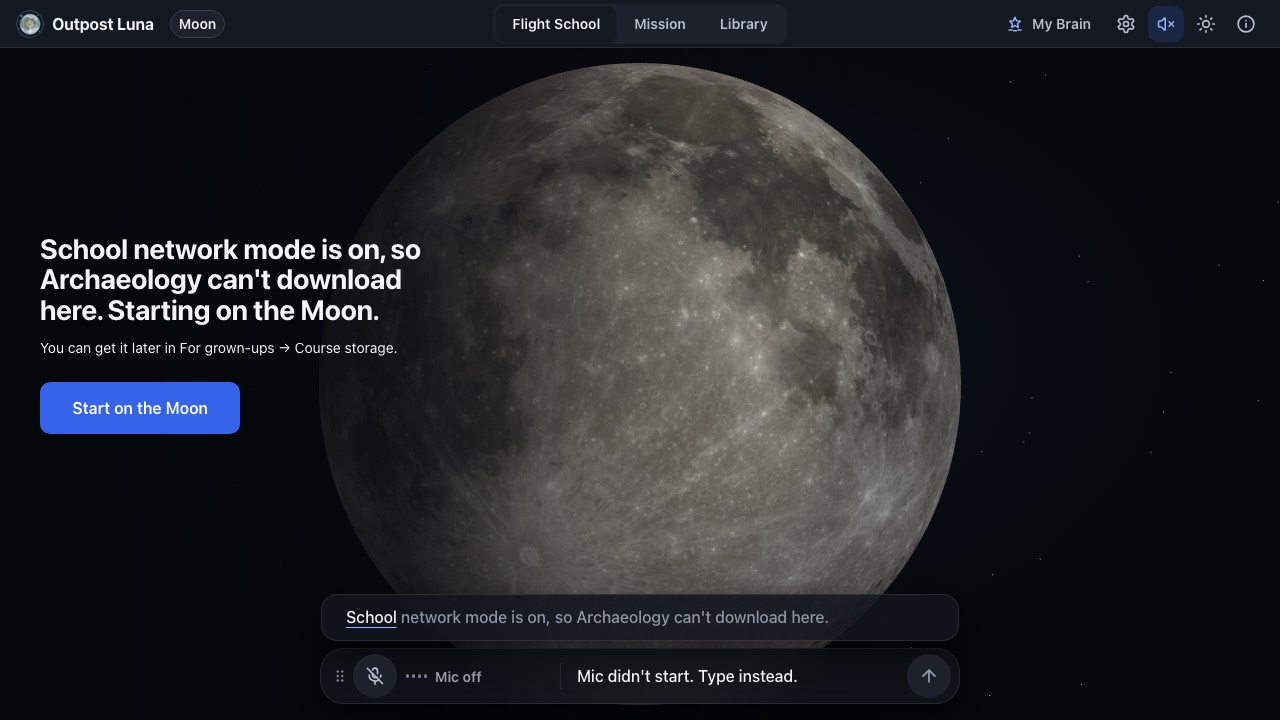 Outpost Luna
Moon
Flight School
Mission
Library
My Brain
School network mode is on, so
Archaeology can't download
here. Starting on the Moon.
You can get it later in For grown-ups → Course storage.
Start on the Moon
School network mode is on, so Archaeology can't download here.
Mic off
Mic didn't start. Type instead.